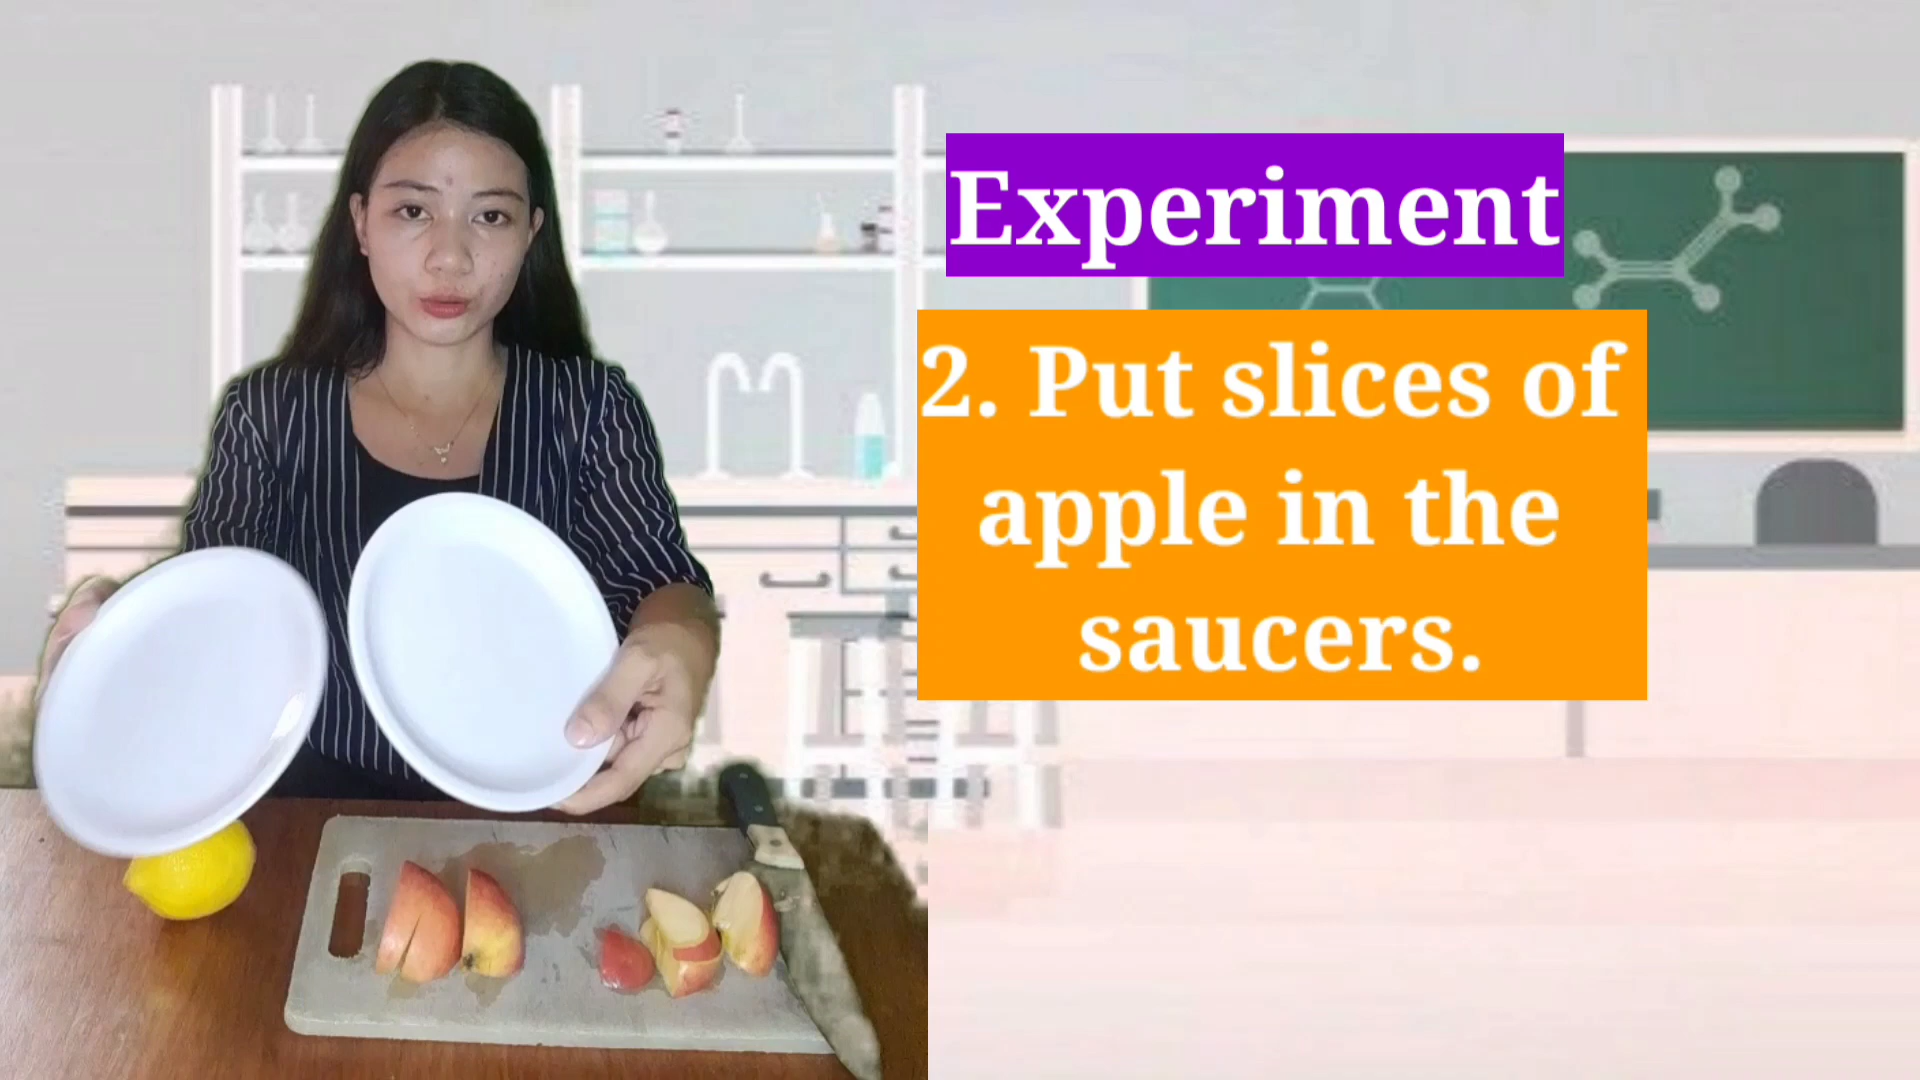 Experiment
2. Put slices of
apple in the
saucers.